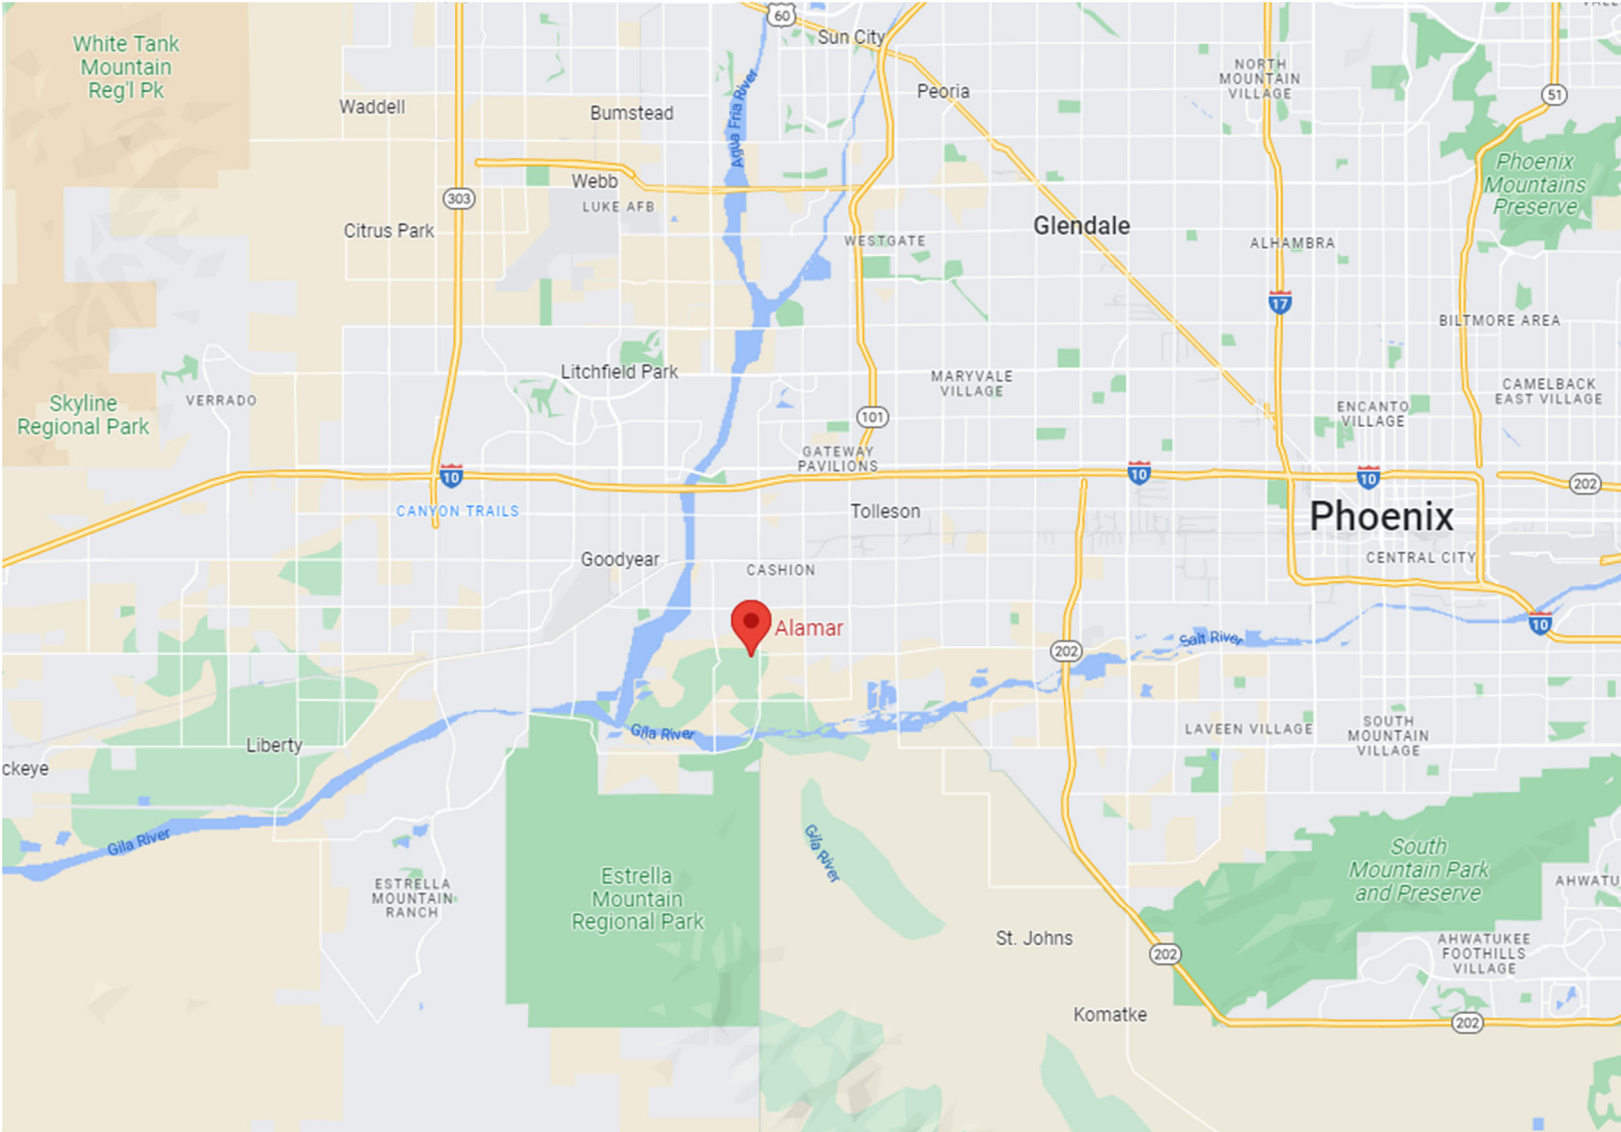 60
Sun City
White Tank
Mountain
Reg'l Pk
Waddell
Bumstead
Agua Fria River
Peoria
NORTH
MOUNTAIN
VILLAGE
51
Webb
LUKE AFB
303
Citrus Park
WESTGATE
Glendale
ALHAMBRA
Phoenix
Mountains
Preserve
17
BILTMORE AREA
Litchfield Park
MARYVALE
VILLAGE
CAMELBACK
EAST VILLAGE
VERRADO
Skyline
Regional Park
101
ENCANTO
VILLAGE
GATEWAY
PAVILIONS
10
10
10
202
CANYON TRAILS
Tolleson
Phoenix
Goodyear
CASHION
CENTRAL CITY
Alamar
10
202
Salt River
Gila River
LAVEEN VILLAGE
SOUTH
MOUNTAIN
VILLAGE
Liberty
ckeye
Gila River
Gila River
ESTRELLA
MOUNTAIN
RANCH
Estrella
Mountain
Regional Park
South
Mountain Park
and Preserve
AHWATU
St. Johns
202
AHWATUKEE
FOOTHILLS
VILLAGE
Komatke
202